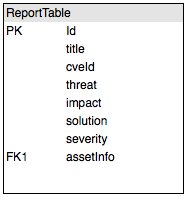 ReportTable
PK Id
title
cveId
threat
impact
solution
severity
FK1 assetInfo